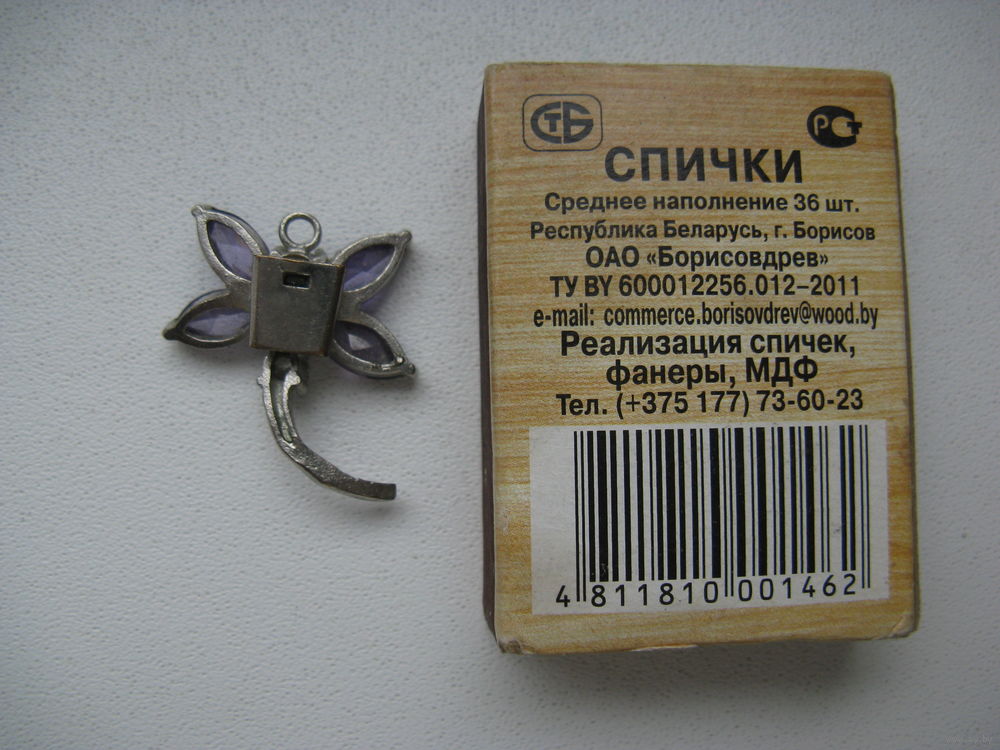 СТБ
РСТ
СПИЧКИ
Среднее наполнение 36 шт.
Республика Беларусь, г. Борисов
ОАО «Борисовдрев»
ТУ BY 600012256.012–2011
e-mail: commerce.borisovdrev@wood.by
Реализация спичек,
фанеры, МДФ
Тел. (+375 177) 73-60-23
4 811810 001462